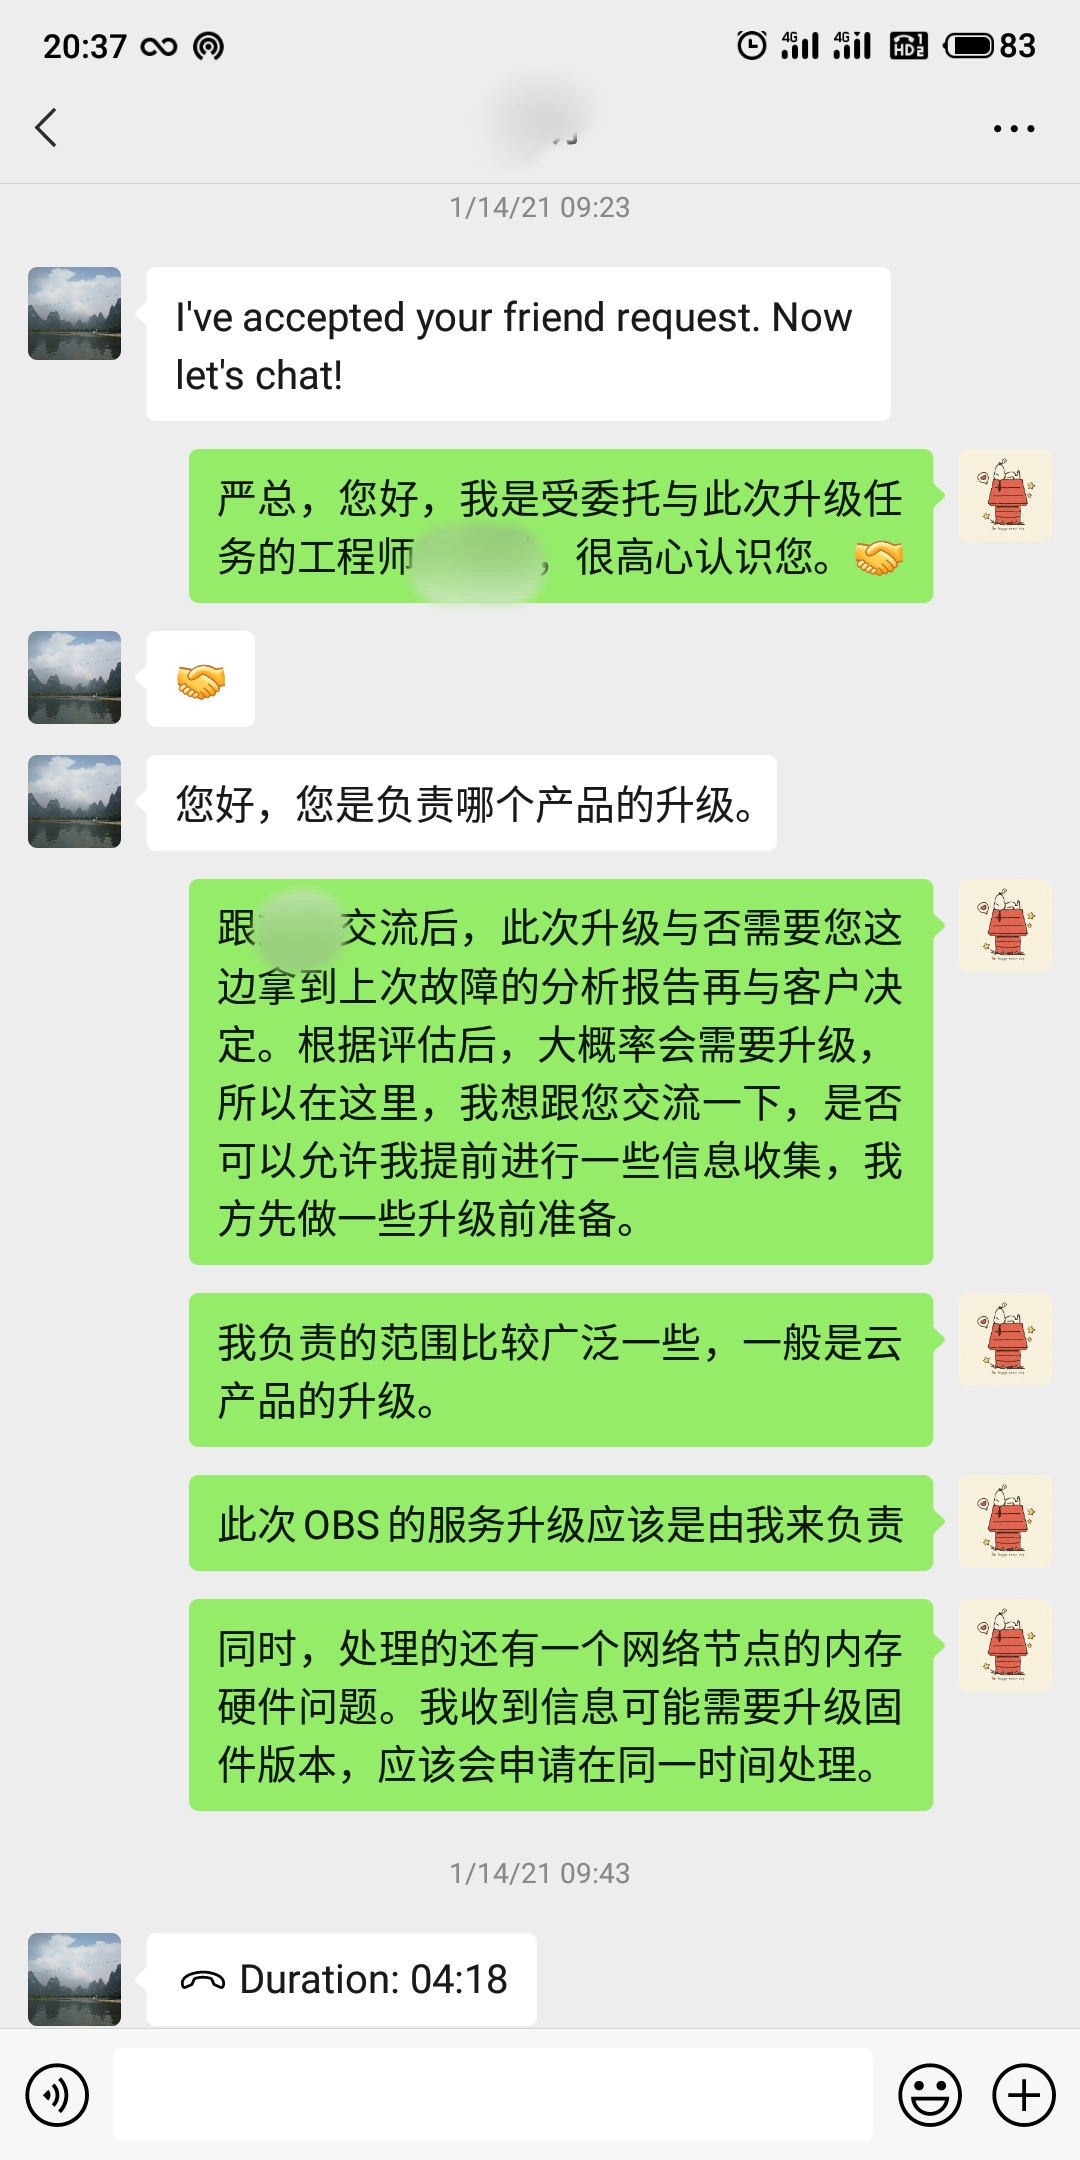 20:37
4G
4G
HD 1 2
83
1/14/21 09:23
I've accepted your friend request. Now
let's chat!
严总，您好，我是受委托与此次升级任
务的工程师，很高心认识您。🤝
🤝
您好，您是负责哪个产品的升级。
跟交流后，此次升级与否需要您这
边拿到上次故障的分析报告再与客户决
定。根据评估后，大概率会需要升级，
所以在这里，我想跟您交流一下，是否
可以允许我提前进行一些信息收集，我
方先做一些升级前准备。
我负责的范围比较广泛一些，一般是云
产品的升级。
此次OBS的服务升级应该是由我来负责
同时，处理的还有一个网络节点的内存
硬件问题。我收到信息可能需要升级固
件版本，应该会申请在同一时间处理。
1/14/21 09:43
Duration: 04:18